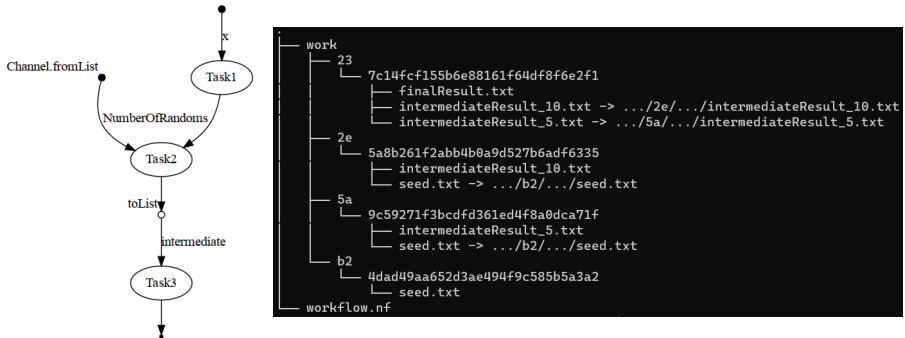 x
Channel.fromList
Task1
NumberOfRandoms
Task2
toList
intermediate
Task3
.
├── work
│   ├── 23
│   │   └── 7c14fcf155b6e88161f64df8f6e2f1
│   │       ├── finalResult.txt
│   │       ├── intermediateResult_10.txt -> .../2e/.../intermediateResult_10.txt
│   │       └── intermediateResult_5.txt -> .../5a/.../intermediateResult_5.txt
│   ├── 2e
│   │   └── 5a8b261f2abb4b0a9d527b6adf6335
│   │       ├── intermediateResult_10.txt
│   │       └── seed.txt -> .../b2/.../seed.txt
│   ├── 5a
│   │   └── 9c59271f3bcdfd361ed4f8a0dca71f
│   │       ├── intermediateResult_5.txt
│   │       └── seed.txt -> .../b2/.../seed.txt
│   └── b2
│       └── 4dad49aa652d3ae494f9c585b5a3a2
│           └── seed.txt
└── workflow.nf